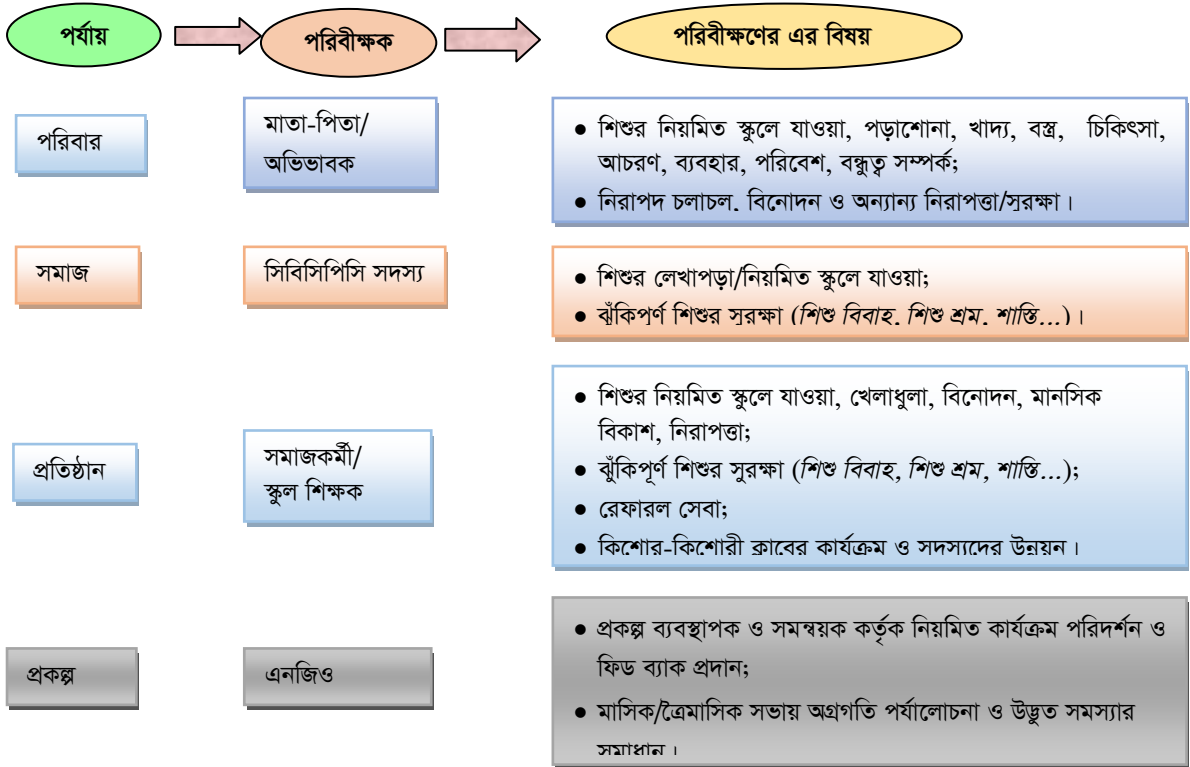 পর্যায়
পরিবীক্ষক
পরিবীক্ষণের এর বিষয়
পরিবার
মাতা-পিতা/
অভিভাবক
● শিশুর নিয়মিত স্কুলে যাওয়া, পড়াশোনা, খাদ্য, বস্ত্র, চিকিৎসা,
আচরণ, ব্যবহার, পরিবেশ, বন্ধুত্ব সম্পর্ক;
● নিরাপদ চলাচল, বিনোদন ও অন্যান্য নিরাপত্তা/সুরক্ষা।
সমাজ
সিবিসিপিসি সদস্য
● শিশুর লেখাপড়া/নিয়মিত স্কুলে যাওয়া;
● ঝুঁকিপূর্ণ শিশুর সুরক্ষা (শিশু বিবাহ, শিশু শ্রম, শাস্তি...)।
প্রতিষ্ঠান
সমাজকর্মী/
স্কুল শিক্ষক
● শিশুর নিয়মিত স্কুলে যাওয়া, খেলাধুলা, বিনোদন, মানসিক
বিকাশ, নিরাপত্তা;
● ঝুঁকিপূর্ণ শিশুর সুরক্ষা (শিশু বিবাহ, শিশু শ্রম, শাস্তি...);
● রেফারল সেবা;
● কিশোর-কিশোরী ক্লাবের কার্যক্রম ও সদস্যদের উন্নয়ন।
প্রকল্প
এনজিও
● প্রকল্প ব্যবস্থাপক ও সমন্বয়ক কর্তৃক নিয়মিত কার্যক্রম পরিদর্শন ও
ফিড ব্যাক প্রদান;
● মাসিক/ত্রৈমাসিক সভায় অগ্রগতি পর্যালোচনা ও উদ্ভুত সমস্যার
সমাধান।